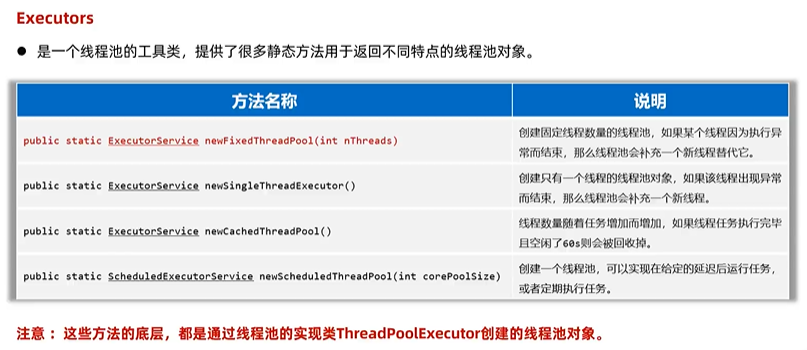 Executors
● 是一个线程池的工具类，提供了很多静态方法用于返回不同特点的线程池对象。
方法名称
说明
public static ExecutorService newFixedThreadPool(int nThreads)
创建固定线程数量的线程池，如果某个线程因为执行异
常而结束，那么线程池会补充一个新线程替代它。
public static ExecutorService newSingleThreadExecutor()
创建只有一个线程的线程池对象，如果该线程出现异常
而结束，那么线程池会补充一个新线程。
public static ExecutorService newCachedThreadPool()
线程数量随着任务增加而增加，如果线程任务执行完毕
且空闲了60s则会被回收掉。
public static ScheduledExecutorService newScheduledThreadPool(int corePoolSize)
创建一个线程池，可以实现在给定的延迟后运行任务，
或者定期执行任务。
注意 ：这些方法的底层，都是通过线程池的实现类ThreadPoolExecutor创建的线程池对象。